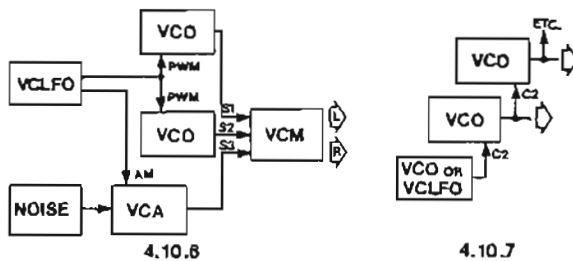 VCO
ETC.
VCLFO
PWM
PWM
S1
L
S2
VCO
VCM
S3
R
AM
NOISE
VCA
4.10.6
VCO
C2
VCO
C2
VCO OR
VCLFO
4.10.7